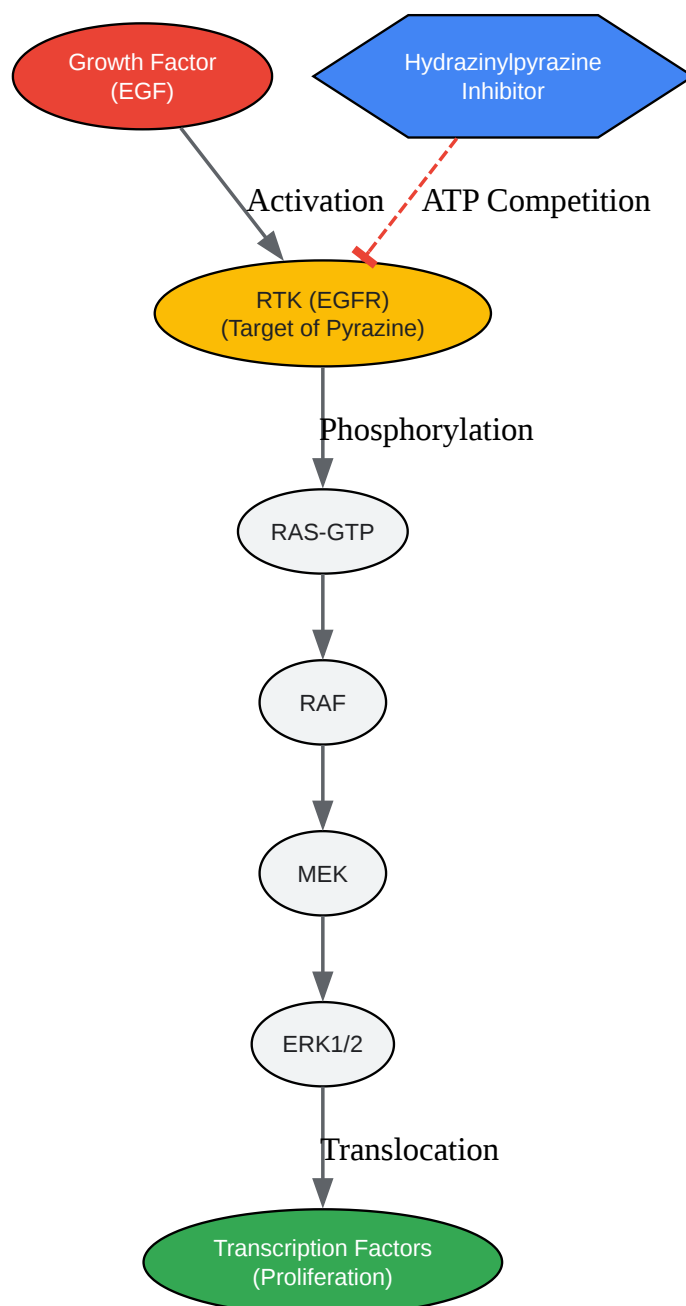 Growth Factor
(EGF)
Hydrazinylpyrazine
Inhibitor
Activation
ATP Competition
RTK (EGFR)
(Target of Pyrazine)
Phosphorylation
RAS-GTP
RAF
MEK
ERK1/2
Translocation
Transcription Factors
(Proliferation)